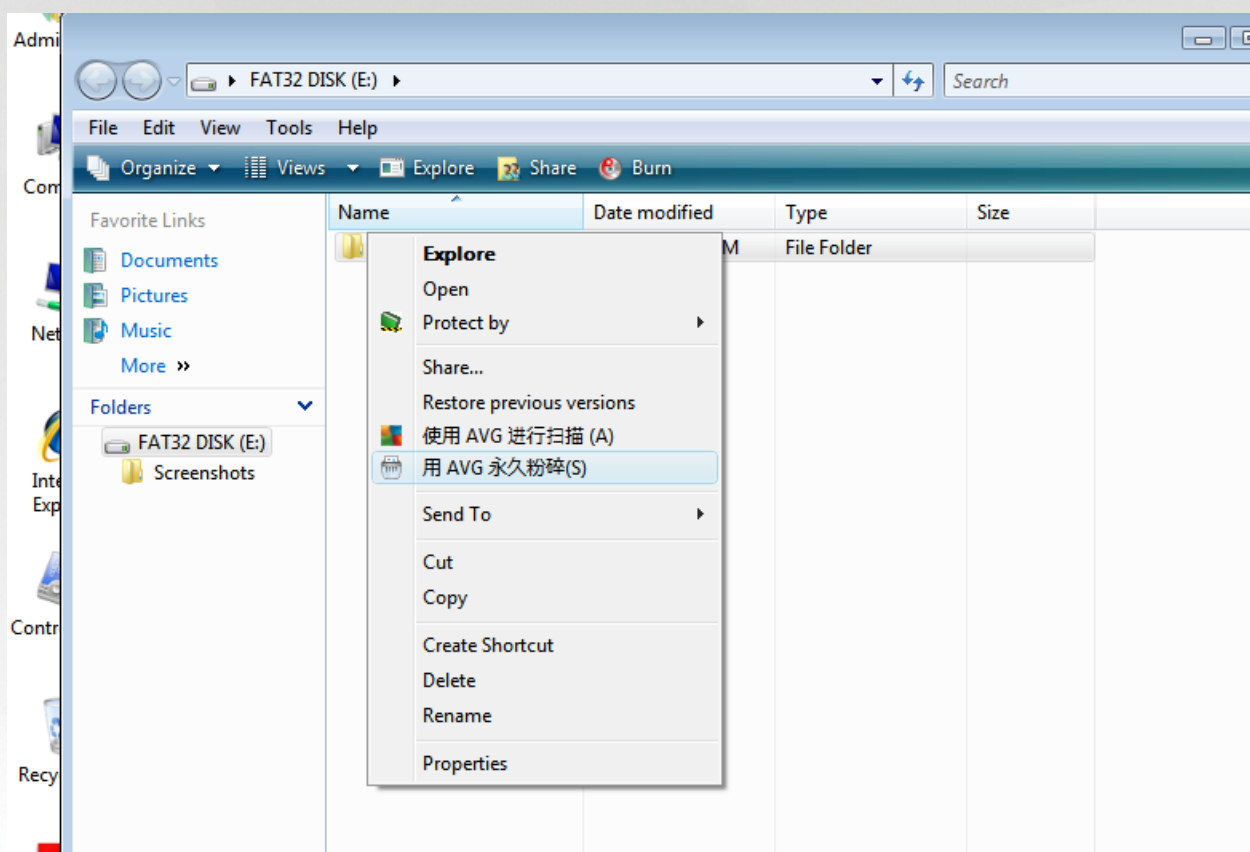 Admi
FAT32 DISK (E:)
Search
File Edit View Tools Help
Organize Views Explore Share Burn
Com
Favorite Links
Name Date modified Type Size
M File Folder
Documents
Pictures
Music
More »
Net
Folders
FAT32 DISK (E:)
Screenshots
Inte
Exp
Contr
Recy
Explore
Open
Protect by
Share...
Restore previous versions
使用 AVG 进行扫描 (A)
用 AVG 永久粉碎(S)
Send To
Cut
Copy
Create Shortcut
Delete
Rename
Properties